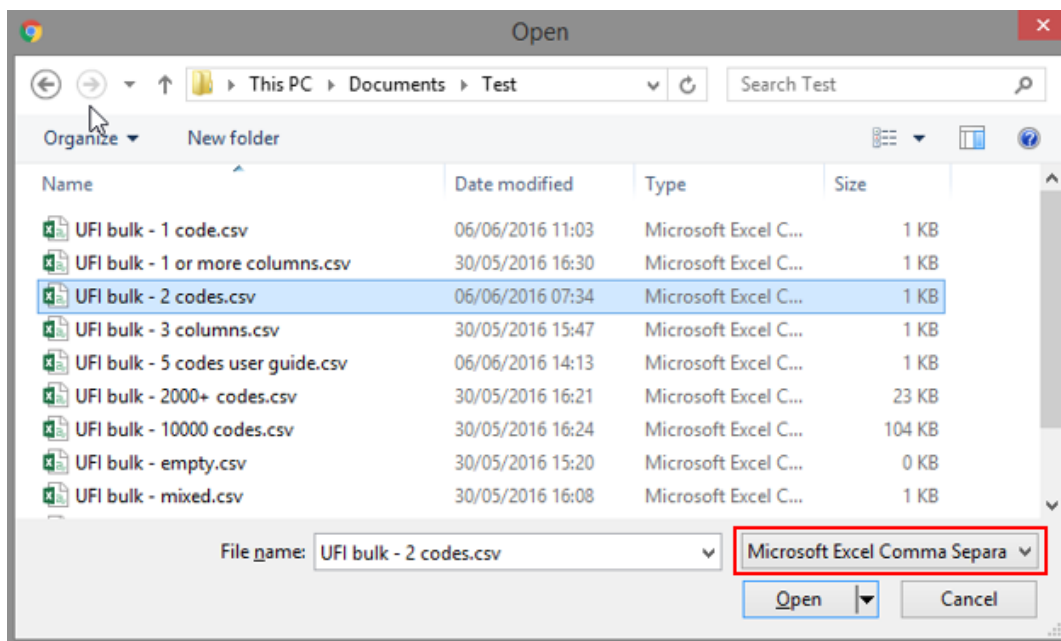 Open
This PC Documents Test Search Test
Organize New folder
Name Date modified Type Size
UFI bulk - 1 code.csv 06/06/2016 11:03 Microsoft Excel C... 1 KB
UFI bulk - 1 or more columns.csv 30/05/2016 16:30 Microsoft Excel C... 1 KB
UFI bulk - 2 codes.csv 06/06/2016 07:34 Microsoft Excel C... 1 KB
UFI bulk - 3 columns.csv 30/05/2016 15:47 Microsoft Excel C... 1 KB
UFI bulk - 5 codes user guide.csv 06/06/2016 14:13 Microsoft Excel C... 1 KB
UFI bulk - 2000+ codes.csv 30/05/2016 16:21 Microsoft Excel C... 23 KB
UFI bulk - 10000 codes.csv 30/05/2016 16:24 Microsoft Excel C... 104 KB
UFI bulk - empty.csv 30/05/2016 15:20 Microsoft Excel C... 0 KB
UFI bulk - mixed.csv 30/05/2016 16:08 Microsoft Excel C... 1 KB
File name: UFI bulk - 2 codes.csv Microsoft Excel Comma Separa
Open Cancel